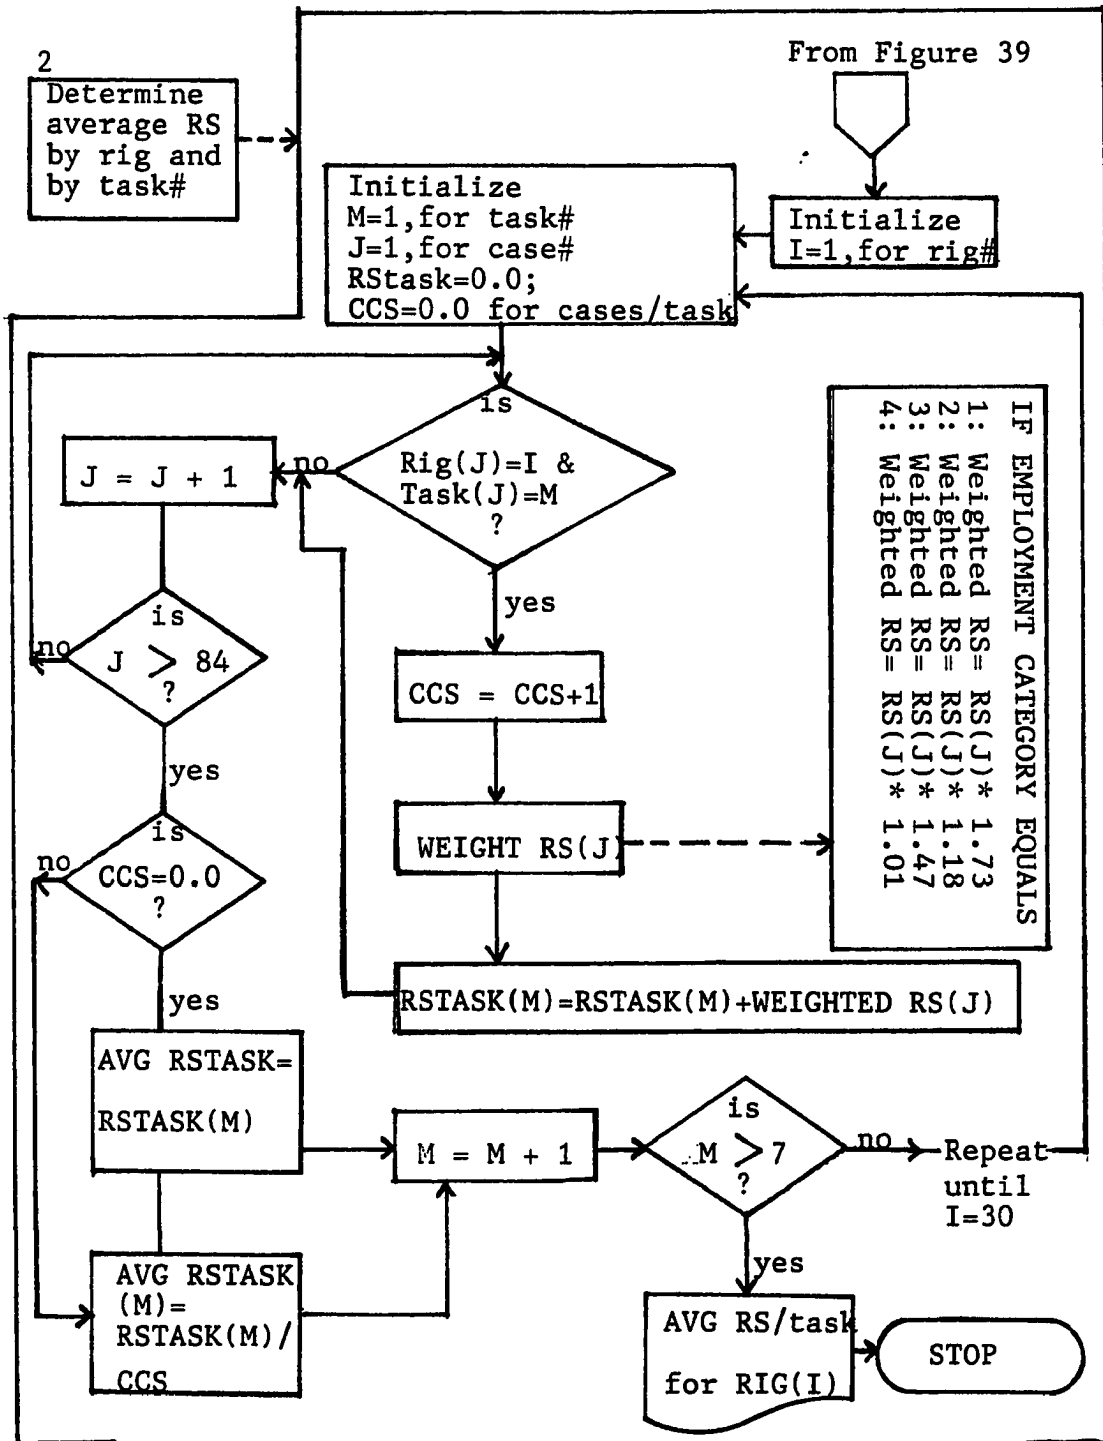 2
Determine
average RS
by rig and
by task#
From Figure 39
Initialize
I=1,for rig#
Initialize
M=1,for task#
J=1,for case#
RStask=0.0;
CCS=0.0 for cases/task
is
Rig(J)=I &
Task(J)=M
?
no
J = J + 1
yes
is
J > 84
?
no
yes
CCS = CCS+1
WEIGHT RS(J)
IF EMPLOYMENT CATEGORY EQUALS
1: Weighted RS= RS(J)* 1.73
2: Weighted RS= RS(J)* 1.18
3: Weighted RS= RS(J)* 1.47
4: Weighted RS= RS(J)* 1.01
RSTASK(M)=RSTASK(M)+WEIGHTED RS(J)
is
CCS=0.0
?
no
yes
AVG RSTASK=
RSTASK(M)
AVG RSTASK
(M)=
RSTASK(M)/
CCS
M = M + 1
is
M > 7
?
no
Repeat
until
I=30
yes
AVG RS/task
for RIG(I)
STOP